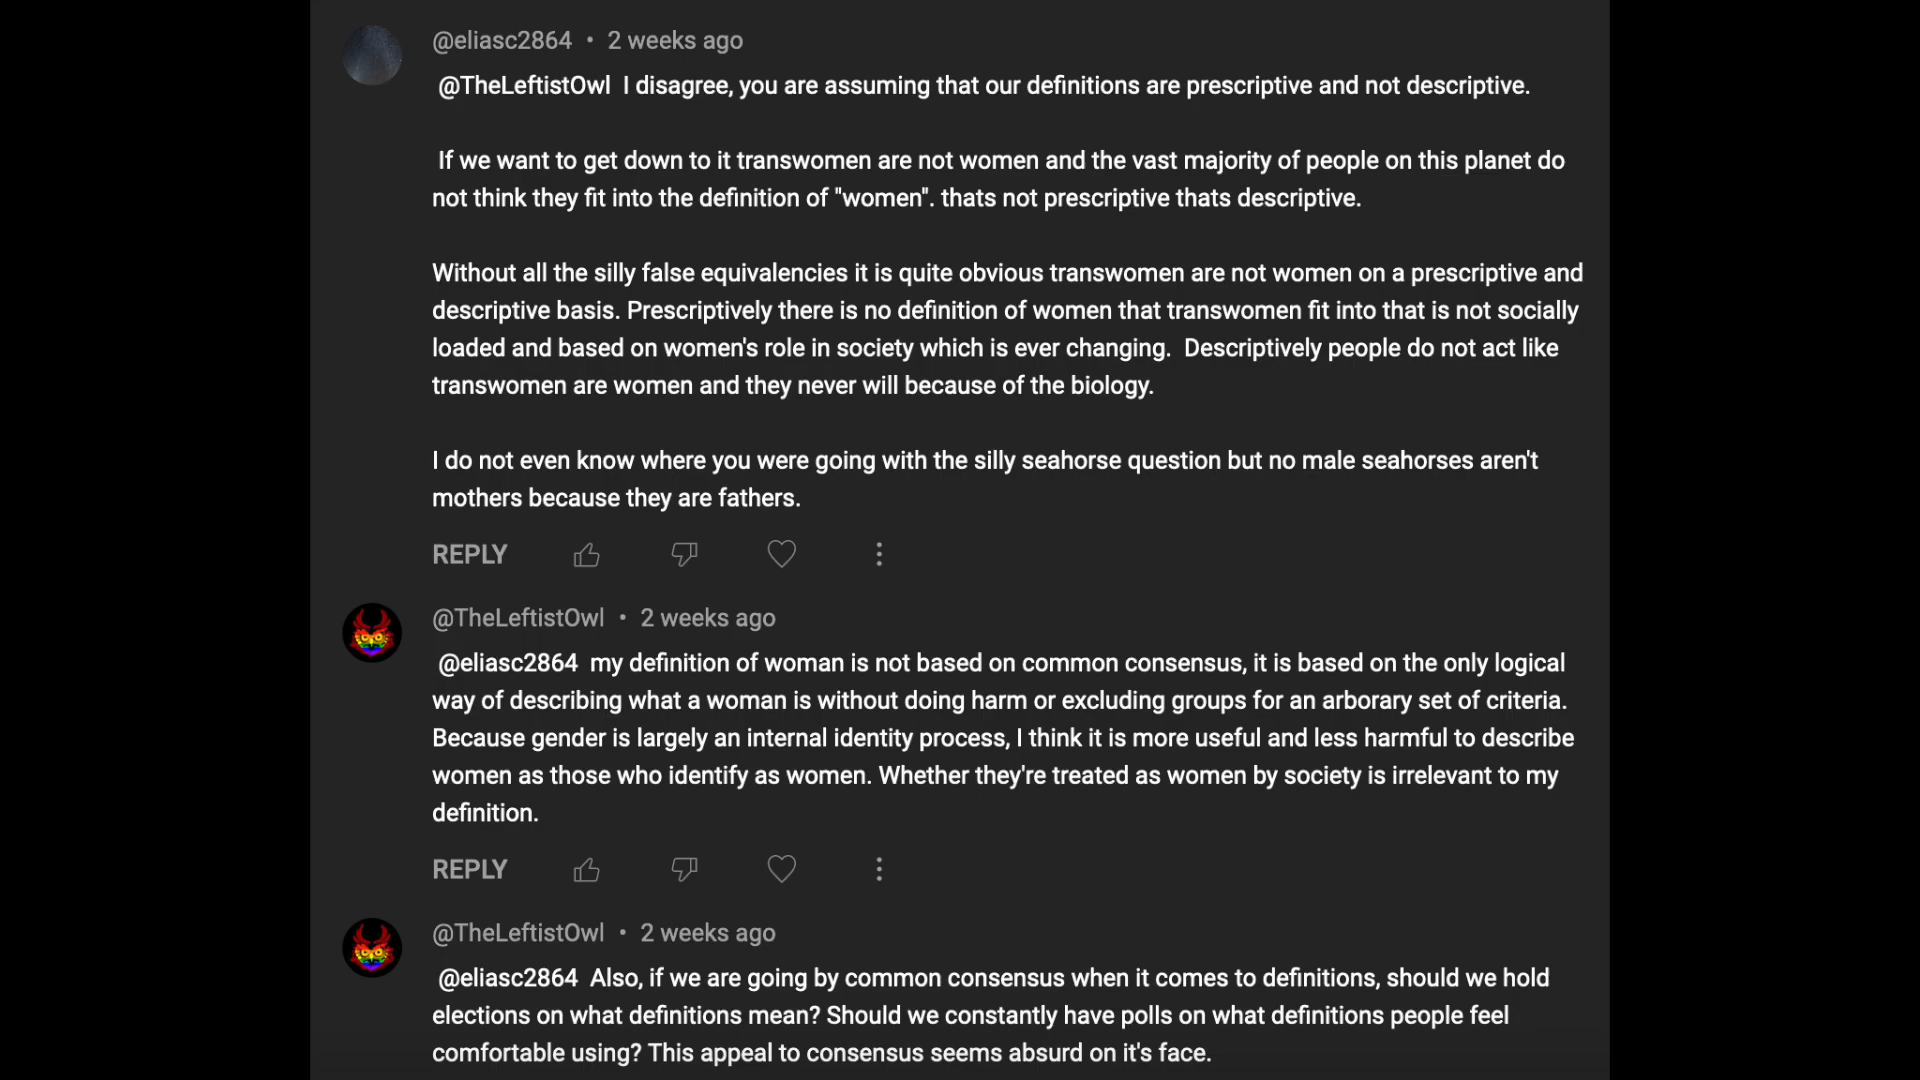 @eliasc2864 • 2 weeks ago
@TheLeftistOwl I disagree, you are assuming that our definitions are prescriptive and not descriptive.
If we want to get down to it transwomen are not women and the vast majority of people on this planet do
not think they fit into the definition of "women". thats not prescriptive thats descriptive.
Without all the silly false equivalencies it is quite obvious transwomen are not women on a prescriptive and
descriptive basis. Prescriptively there is no definition of women that transwomen fit into that is not socially
loaded and based on women's role in society which is ever changing. Descriptively people do not act like
transwomen are women and they never will because of the biology.
I do not even know where you were going with the silly seahorse question but no male seahorses aren't
mothers because they are fathers.
REPLY
@TheLeftistOwl • 2 weeks ago
@eliasc2864 my definition of woman is not based on common consensus, it is based on the only logical
way of describing what a woman is without doing harm or excluding groups for an arborary set of criteria.
Because gender is largely an internal identity process, I think it is more useful and less harmful to describe
women as those who identify as women. Whether they're treated as women by society is irrelevant to my
definition.
REPLY
@TheLeftistOwl • 2 weeks ago
@eliasc2864 Also, if we are going by common consensus when it comes to definitions, should we hold
elections on what definitions mean? Should we constantly have polls on what definitions people feel
comfortable using? This appeal to consensus seems absurd on it's face.